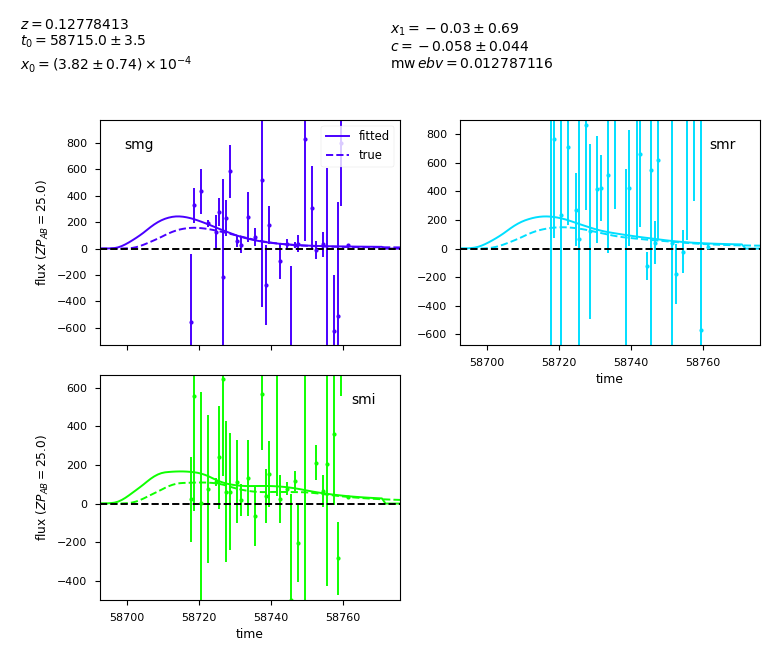 z = 0.12778413
t₀ = 58715.0 ± 3.5
x₀ = (3.82 ± 0.74) × 10⁻⁴
x₁ = −0.03 ± 0.69
c = −0.058 ± 0.044
mw ebv = 0.012787116
smg
fitted
true
800
600
400
200
0
−200
−400
−600
flux (ZP_AB = 25.0)
smr
800
600
400
200
0
−200
−400
−600
58700 58720 58740 58760
time
smi
600
400
200
0
−200
−400
flux (ZP_AB = 25.0)
58700 58720 58740 58760
time